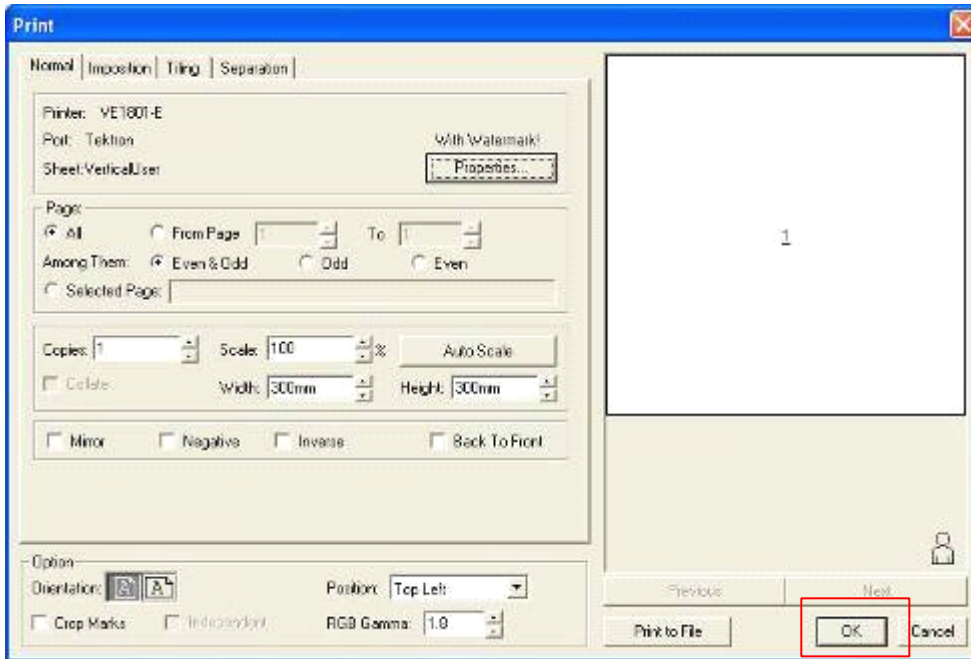 Print
Normal Imposition Tiling Separation
Printer: VE1801-E
Port: Tektron
With Watermark!
Sheet:VerticalUser
Properties...
Page:
All From Page 1 To 1
Among Them: Even & Odd Odd Even
Selected Page:
Copies: 1 Scale: 100 % Auto Scale
Collate Width: 300mm Height: 300mm
Mirror Negative Inverse Back To Front
1
Option
Orientation: A Position: Top Left
Crop Marks Independent RGB Gamma: 1.8
Previous Next
Print to File OK Cancel